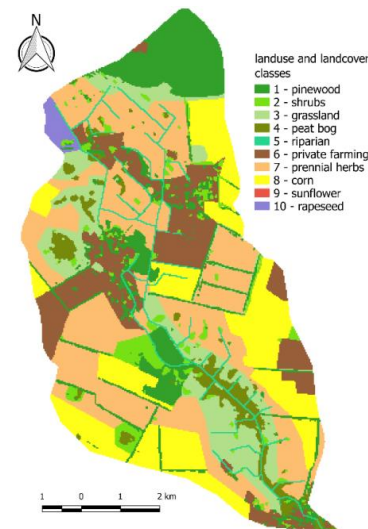 N
landuse and landcover
classes
1 - pinewood
2 - shrubs
3 - grassland
4 - peat bog
5 - riparian
6 - private farming
7 - prennial herbs
8 - corn
9 - sunflower
10 - rapeseed
1 0 1 2 km